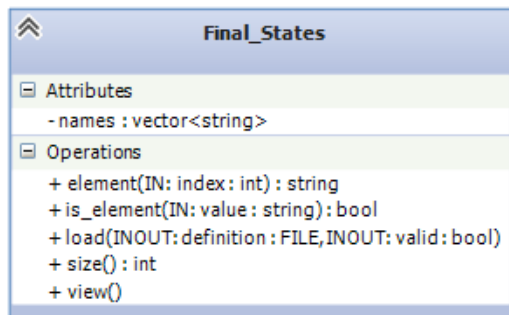 Final_States
Attributes
- names : vector<string>
Operations
+ element(IN: index : int) : string
+ is_element(IN: value : string) : bool
+ load(INOUT: definition : FILE, INOUT: valid : bool)
+ size() : int
+ view()